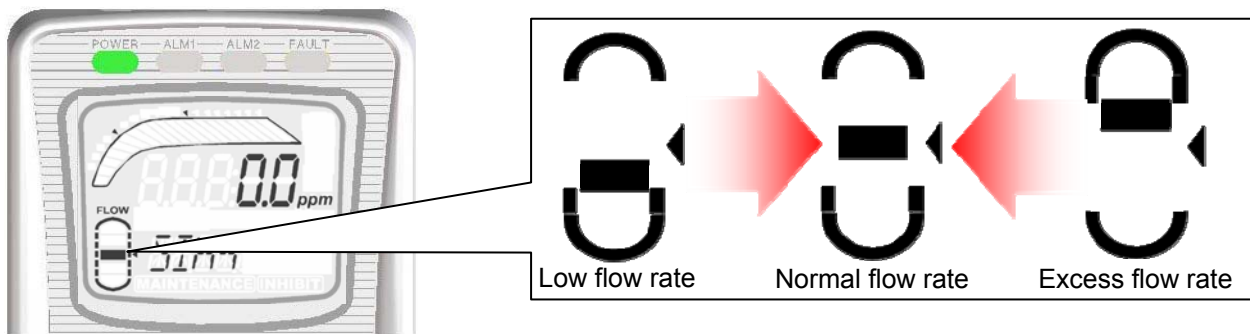 POWER ALM1 ALM2 FAULT
0.0 ppm
FLOW
SIH4
MAINTENANCE INHIBIT
Low flow rate Normal flow rate Excess flow rate